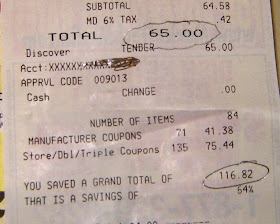 SUBTOTAL 64.58
MD 6% TAX .42
TOTAL 65.00
Discover TENDER 65.00
Acct:XXXXXX
APPRVL CODE 009013
Cash CHANGE .00
NUMBER OF ITEMS 84
MANUFACTURER COUPONS 71 41.38
Store/Dbl/Triple Coupons 135 75.44
YOU SAVED A GRAND TOTAL OF 116.82
THAT IS A SAVINGS OF 64%